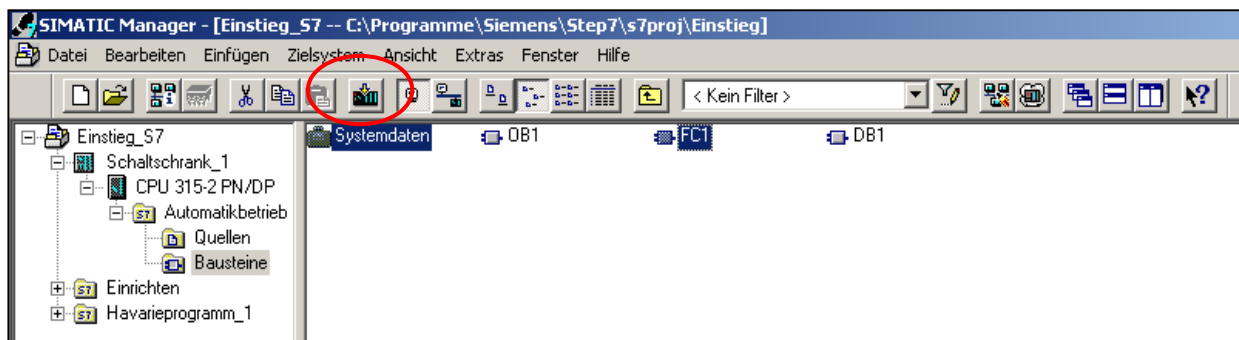 SIMATIC Manager - [Einstieg_S7 -- C:\Programme\Siemens\Step7\s7proj\Einstieg]
Datei Bearbeiten Einfügen Zielsystem Ansicht Extras Fenster Hilfe
< Kein Filter >
Einstieg_S7
Schaltschrank_1
CPU 315-2 PN/DP
Automatikbetrieb
Quellen
Bausteine
Einrichten
Havarieprogramm_1
Systemdaten OB1 FC1 DB1